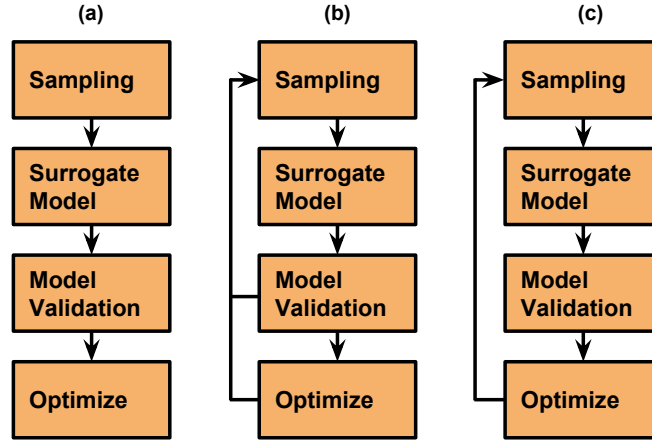 (a)
Sampling
Surrogate
Model
Model
Validation
Optimize
(b)
Sampling
Surrogate
Model
Model
Validation
Optimize
(c)
Sampling
Surrogate
Model
Model
Validation
Optimize